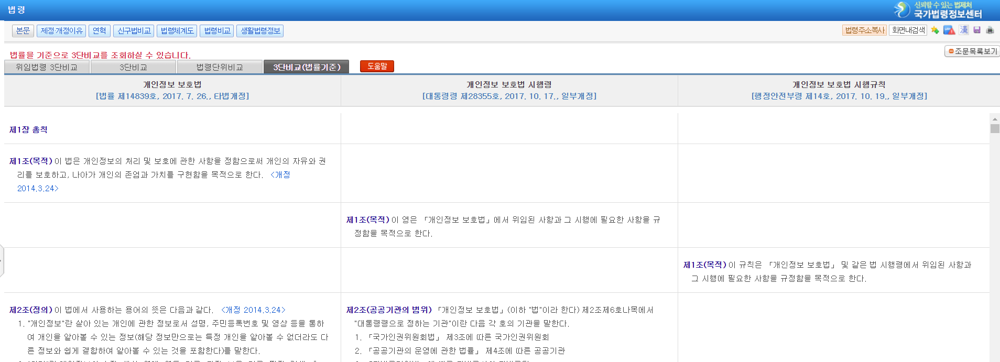 법령
신뢰할 수 있는 법제처
국가법령정보센터
본문 제정·개정이유 연혁 신구법비교 법령체계도 법령비교 생활법령정보
법령주소복사 화면내검색 漢
법률을 기준으로 3단비교를 조회하실 수 있습니다.
조문목록보기
위임법령 3단비교 3단비교 법령단위비교 3단비교(법률기준) 도움말
개인정보 보호법
[법률 제14839호, 2017. 7. 26., 타법개정]
개인정보 보호법 시행령
[대통령령 제28355호, 2017. 10. 17., 일부개정]
개인정보 보호법 시행규칙
[행정안전부령 제14호, 2017. 10. 19., 일부개정]
제1장 총칙
제1조(목적) 이 법은 개인정보의 처리 및 보호에 관한 사항을 정함으로써 개인의 자유와 권
리를 보호하고, 나아가 개인의 존엄과 가치를 구현함을 목적으로 한다. <개정
2014.3.24>
제1조(목적) 이 영은 「개인정보 보호법」에서 위임된 사항과 그 시행에 필요한 사항을 규
정함을 목적으로 한다.
제1조(목적) 이 규칙은 「개인정보 보호법」 및 같은 법 시행령에서 위임된 사항과
그 시행에 필요한 사항을 규정함을 목적으로 한다.
제2조(정의) 이 법에서 사용하는 용어의 뜻은 다음과 같다. <개정 2014.3.24>
1. "개인정보"란 살아 있는 개인에 관한 정보로서 성명, 주민등록번호 및 영상 등을 통하
여 개인을 알아볼 수 있는 정보(해당 정보만으로는 특정 개인을 알아볼 수 없더라도 다
른 정보와 쉽게 결합하여 알아볼 수 있는 것을 포함한다)를 말한다.
제2조(공공기관의 범위) 「개인정보 보호법」(이하 "법"이라 한다) 제2조제6호나목에서
"대통령령으로 정하는 기관"이란 다음 각 호의 기관을 말한다.
1. 「국가인권위원회법」 제3조에 따른 국가인권위원회
2. 「공공기관의 운영에 관한 법률」 제4조에 따른 공공기관